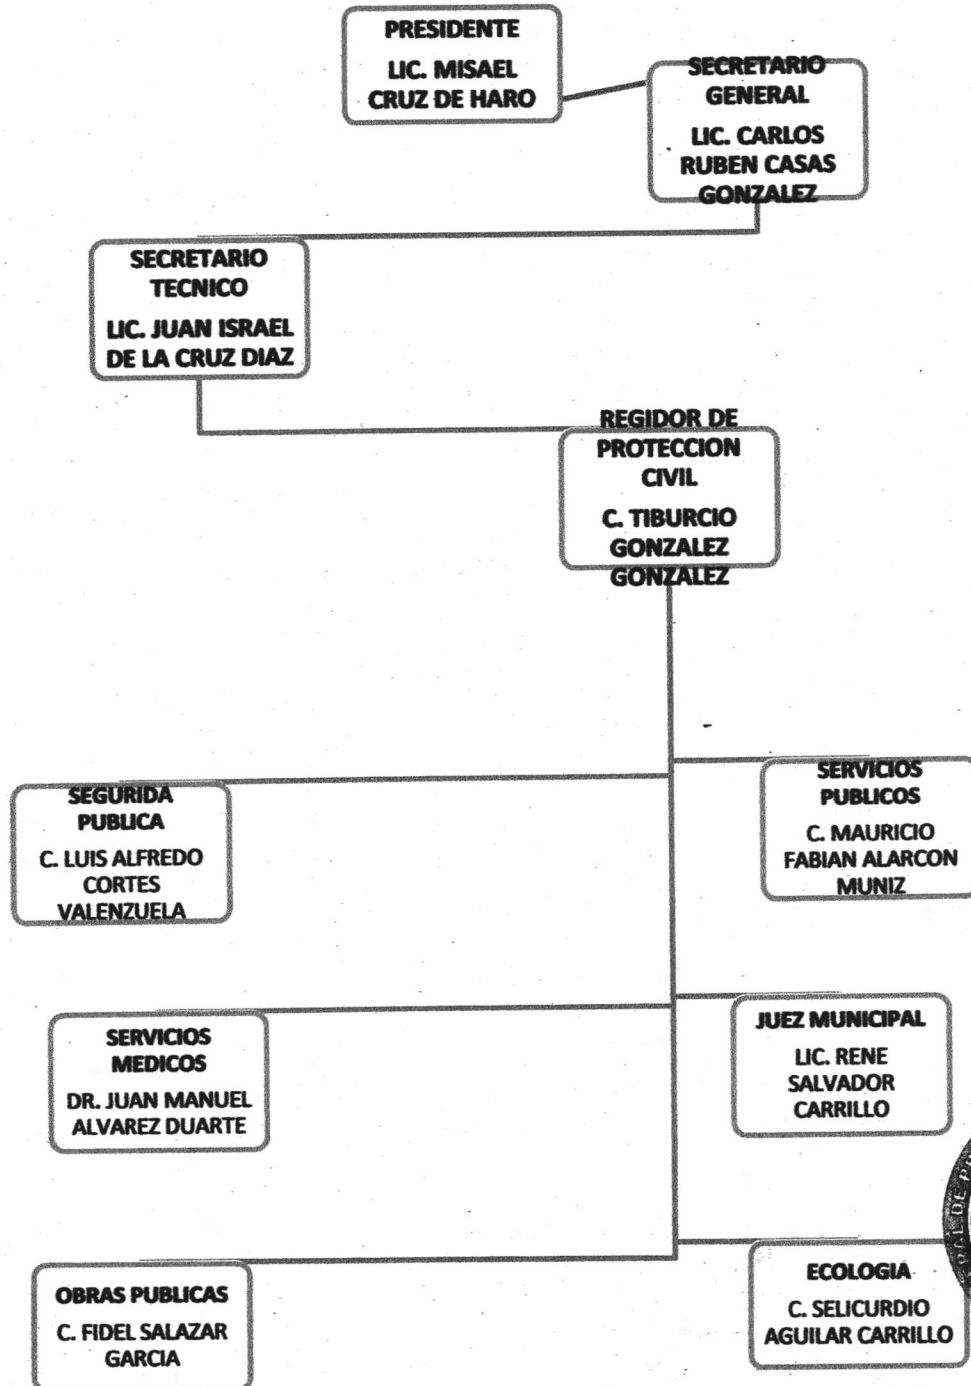 PRESIDENTE
LIC. MISAEL
CRUZ DE HARO
SECRETARIO
GENERAL
LIC. CARLOS
RUBEN CASAS
GONZALEZ
SECRETARIO
TECNICO
LIC. JUAN ISRAEL
DE LA CRUZ DIAZ
REGIDOR DE
PROTECCION
CIVIL
C. TIBURCIO
GONZALEZ
GONZALEZ
SEGURIDA
PUBLICA
C. LUIS ALFREDO
CORTES
VALENZUELA
SERVICIOS
PUBLICOS
C. MAURICIO
FABIAN ALARCON
MUNIZ
SERVICIOS
MEDICOS
DR. JUAN MANUEL
ALVAREZ DUARTE
JUEZ MUNICIPAL
LIC. RENE
SALVADOR
CARRILLO
OBRAS PUBLICAS
C. FIDEL SALAZAR
GARCIA
ECOLOGIA
C. SELICURDIO
AGUILAR CARRILLO
DE